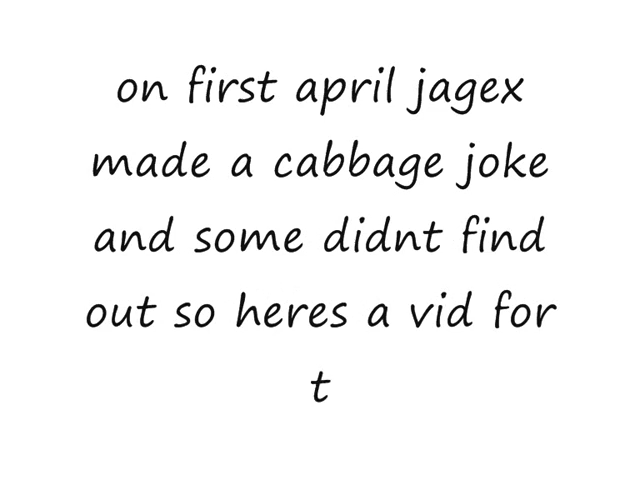 on first april jagex
made a cabbage joke
and some didnt find
out so heres a vid for
t